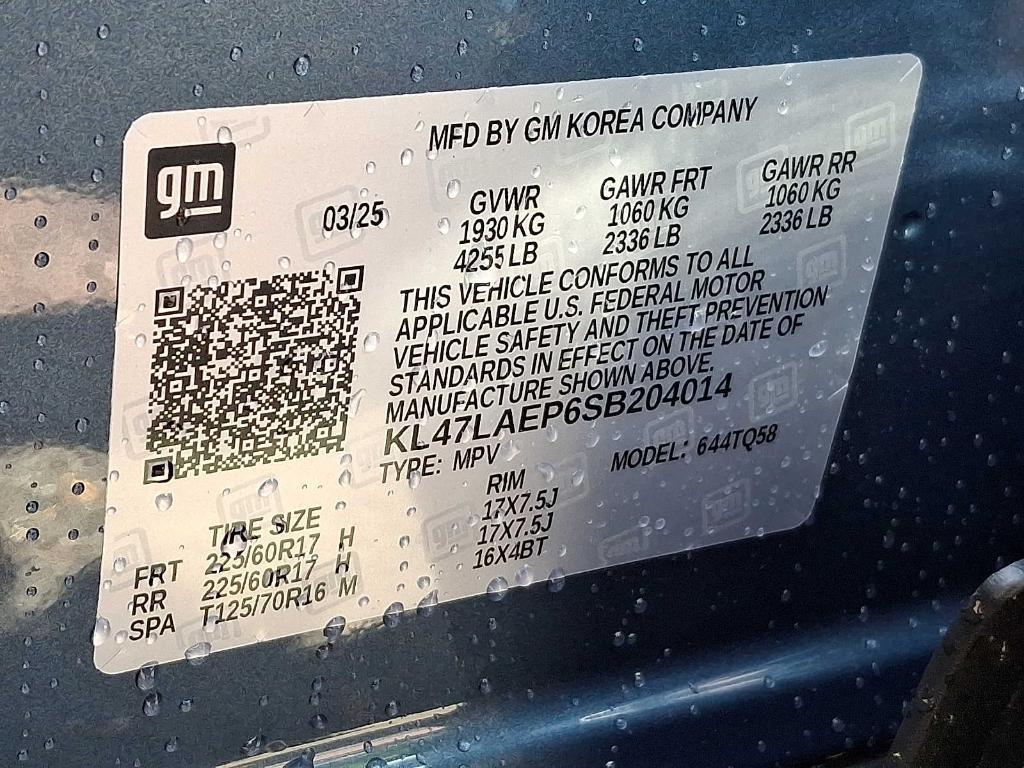 gm
MFD BY GM KOREA COMPANY
03/25
GVWR
1930 KG
4255 LB
GAWR FRT
1060 KG
2336 LB
GAWR RR
1060 KG
2336 LB
THIS VEHICLE CONFORMS TO ALL
APPLICABLE U.S. FEDERAL MOTOR
VEHICLE SAFETY AND THEFT PREVENTION
STANDARDS IN EFFECT ON THE DATE OF
MANUFACTURE SHOWN ABOVE.
KL47LAEP6SB204014
TYPE: MPV MODEL: 644TQ58
TIRE SIZE RIM
FRT 225/60R17 H 17X7.5J
RR 225/60R17 H 17X7.5J
SPA T125/70R16 M 16X4BT